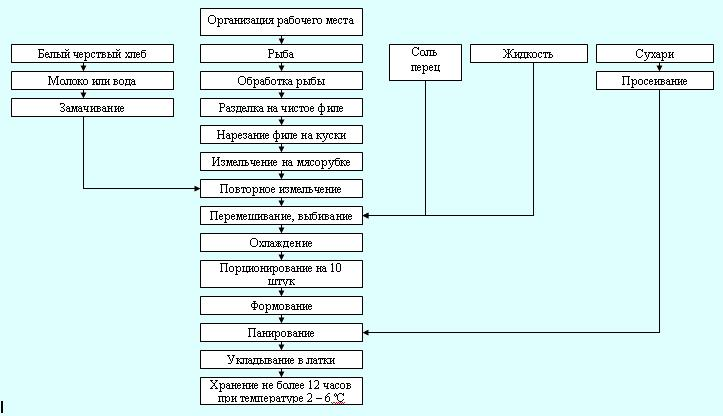 Организация рабочего места
Белый черствый хлеб
Рыба
Соль
перец
Жидкость
Сухари
Молоко или вода
Обработка рыбы
Просеивание
Замачивание
Разделка на чистое филе
Нарезание филе на куски
Измельчение на мясорубке
Повторное измельчение
Перемешивание, выбивание
Охлаждение
Порционирование на 10
штук
Формование
Панирование
Укладывание в латки
Хранение не более 12 часов
при температуре 2 – 6 °С